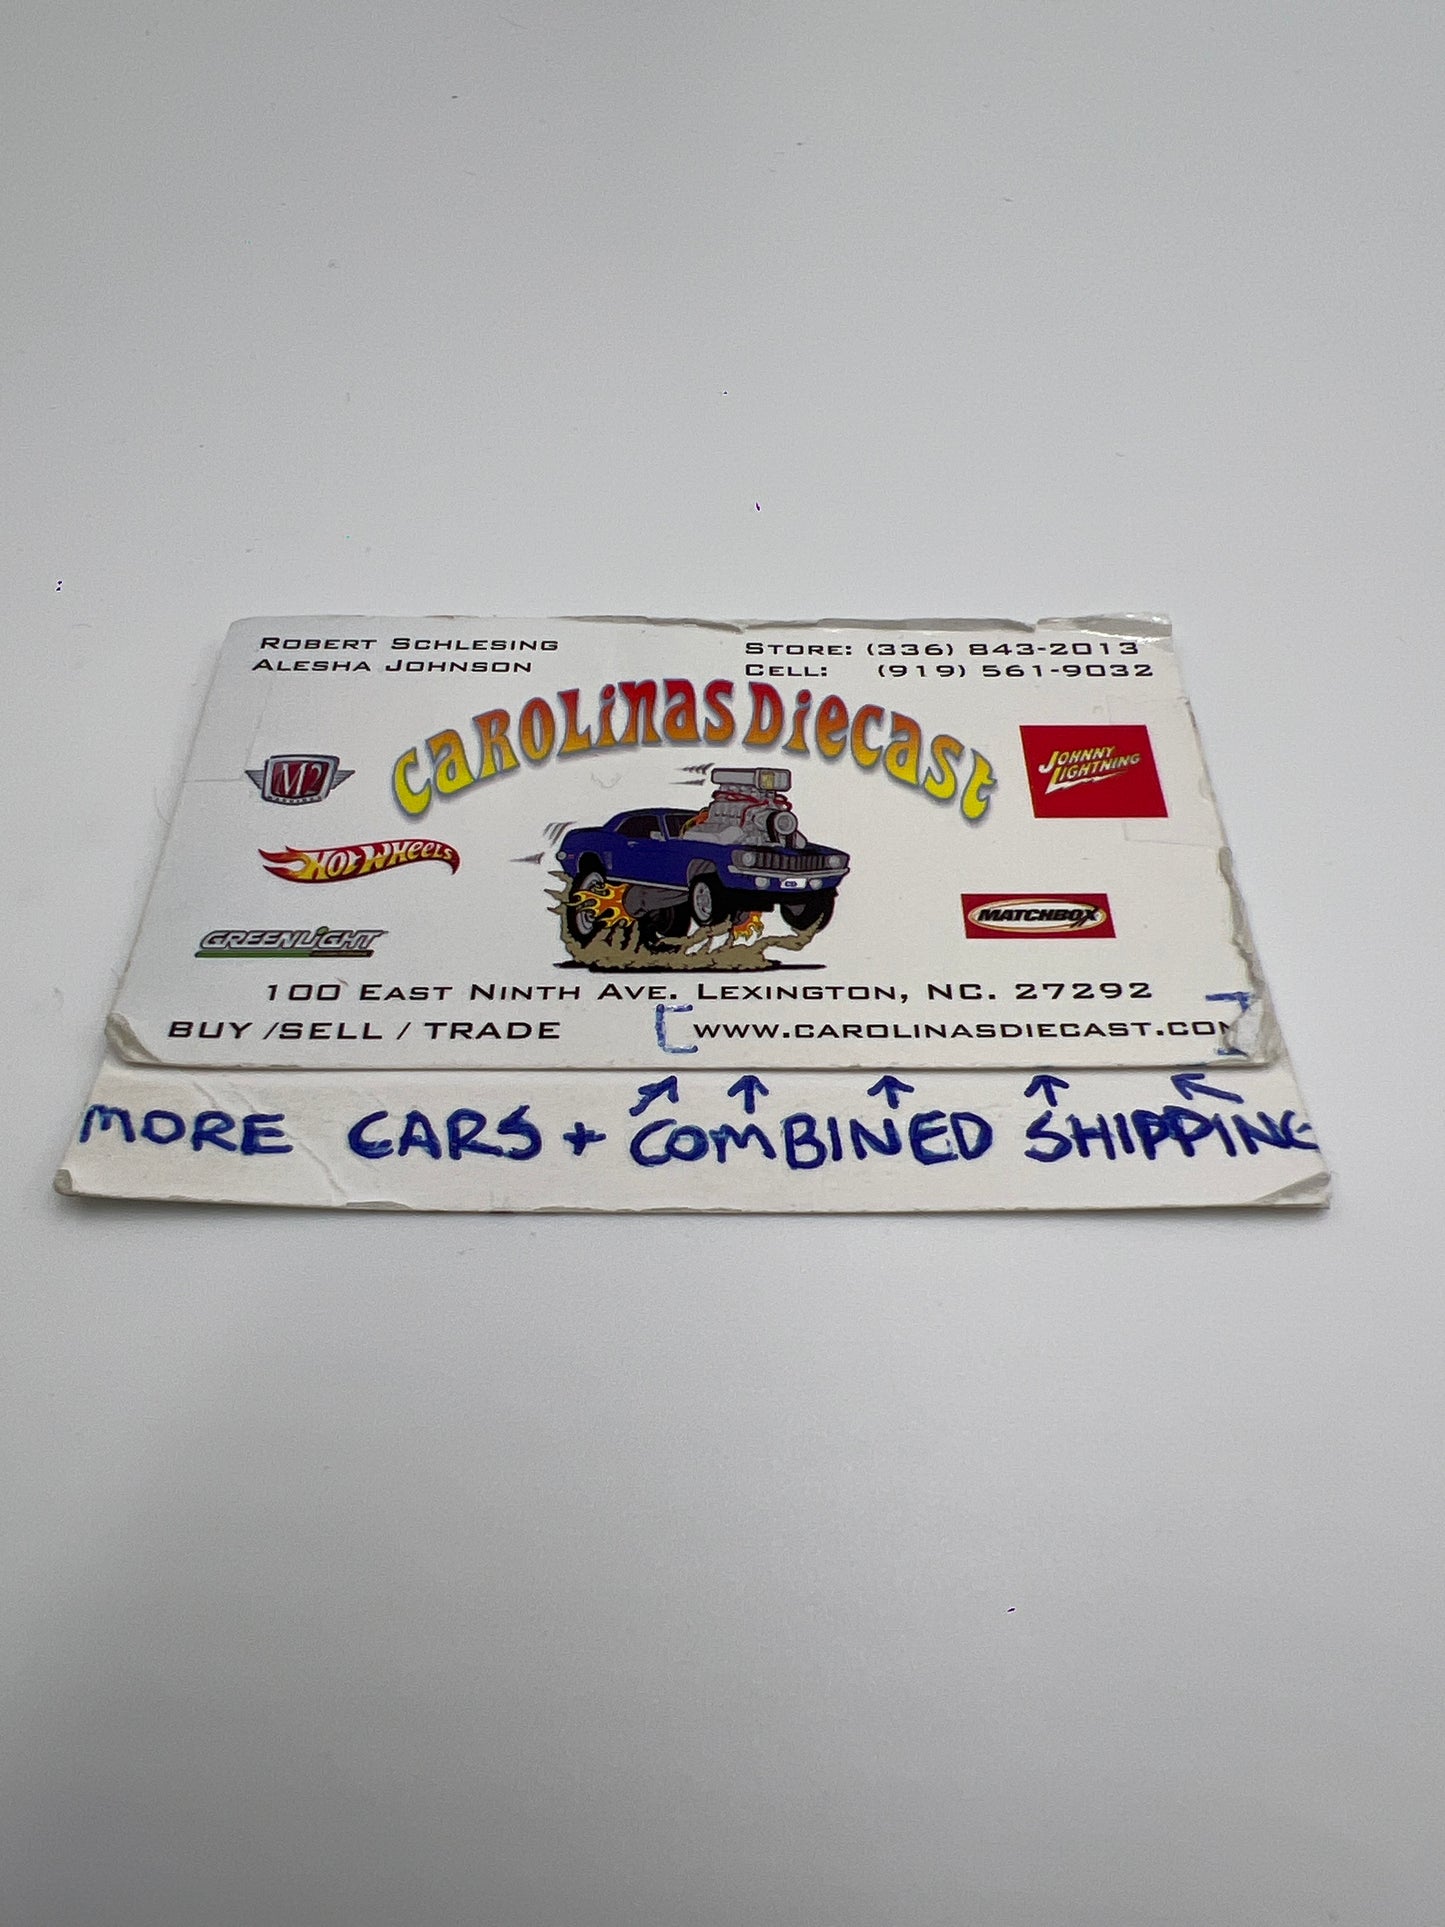 Robert Schlesing
Alesha Johnson
Store: (336) 843-2013
Cell: (919) 561-9032
Carolinas Diecast
M2
Hot Wheels
Greenlight
Johnny Lightning
Matchbox
100 East Ninth Ave. Lexington, NC. 27292
BUY /SELL / TRADE
[www.carolinasdiecast.com]
MORE CARS + COMBINED SHIPPING